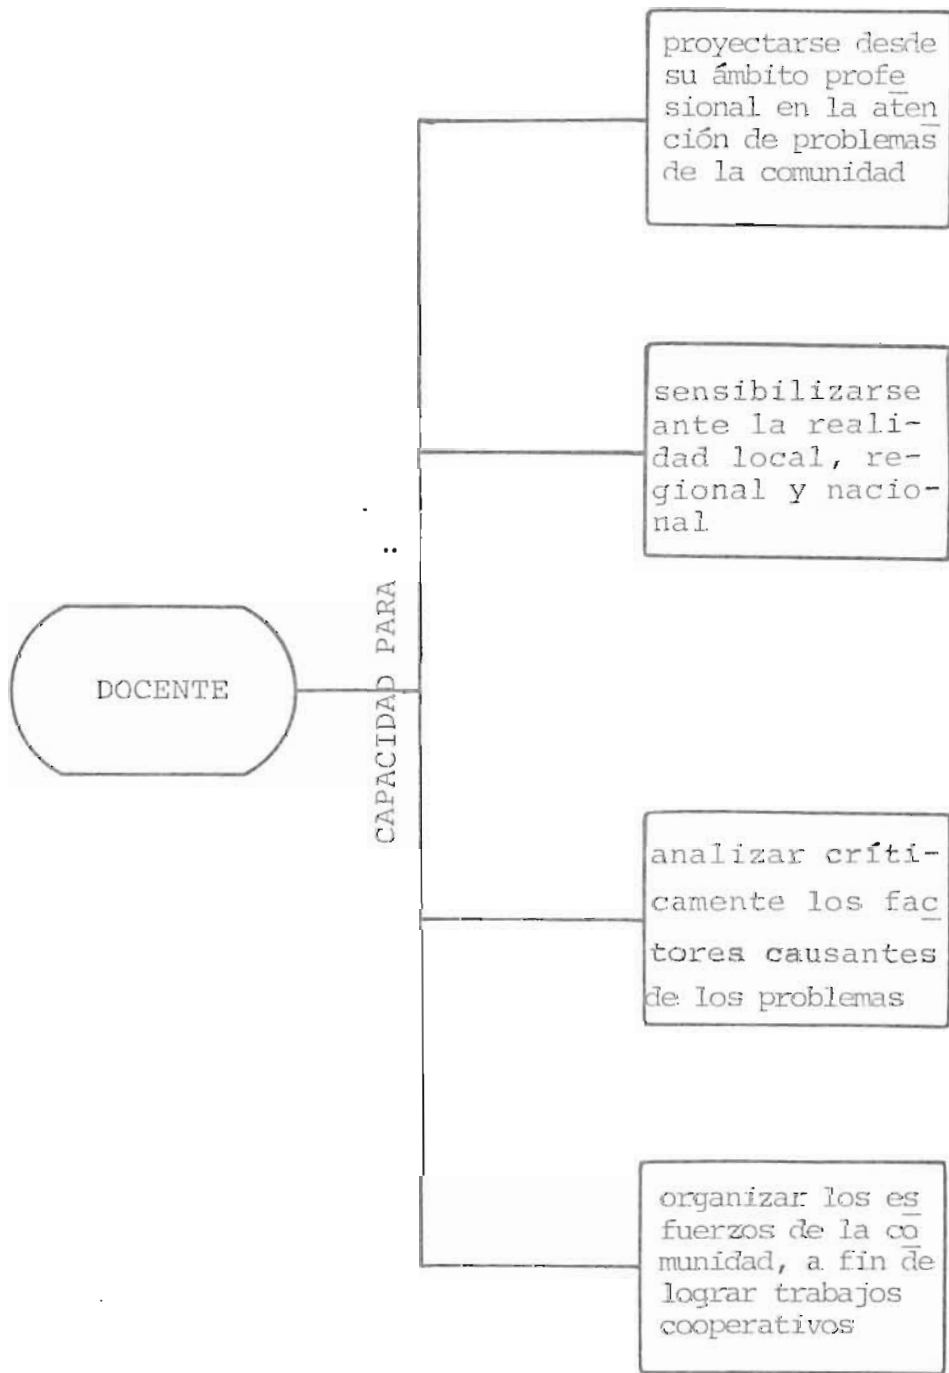 DOCENTE
CAPACIDAD PARA :
proyectarse desde
su ámbito profe
sional en la aten
ción de problemas
de la comunidad
sensibilizarse
ante la reali-
dad local, re-
gional y nacio-
nal
analizar críti-
camente los fac
tores causantes
de los problemas
organizar los es
fuerzos de la co
munidad, a fin de
lograr trabajos
cooperativos